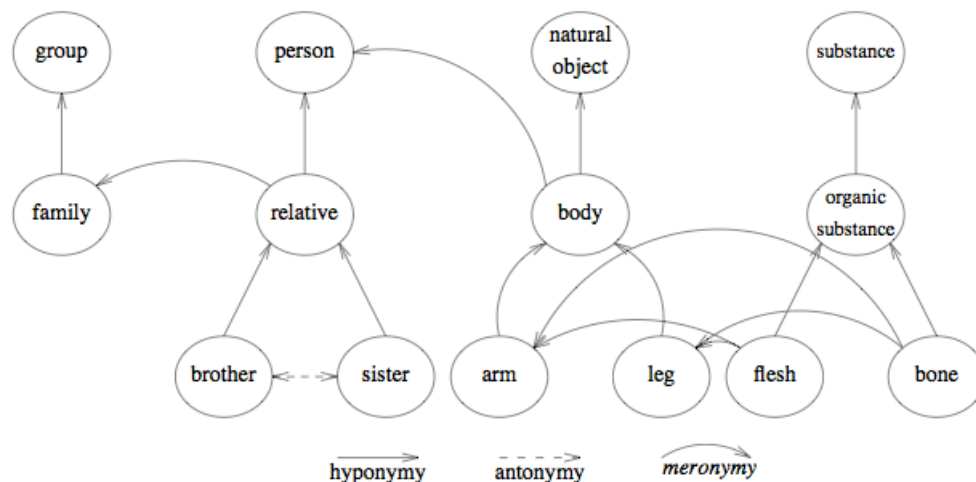 group
person
natural
object
substance
family
relative
body
organic
substance
brother
sister
arm
leg
flesh
bone
hyponymy
antonymy
meronymy